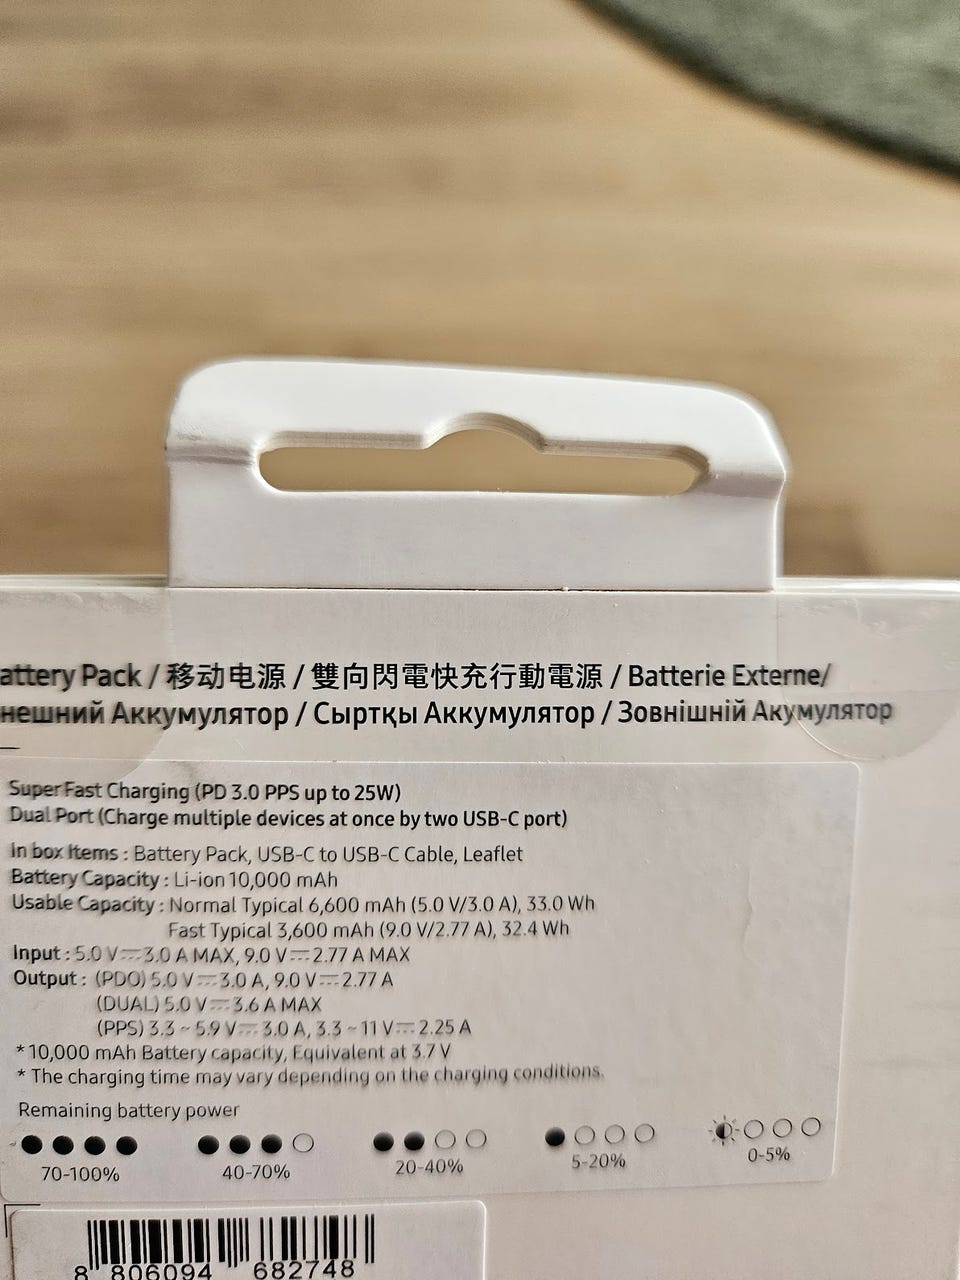 attery Pack / 移动电源 / 雙向閃電快充行動電源 / Batterie Externe/
нешний Аккумулятор / Сыртқы Аккумулятор / Зовнішній Акумулятор
Super Fast Charging (PD 3.0 PPS up to 25W)
Dual Port (Charge multiple devices at once by two USB-C port)
In box Items : Battery Pack, USB-C to USB-C Cable, Leaflet
Battery Capacity : Li-ion 10,000 mAh
Usable Capacity : Normal Typical 6,600 mAh (5.0 V/3.0 A), 33.0 Wh
Fast Typical 3,600 mAh (9.0 V/2.77 A), 32.4 Wh
Input : 5.0 V⎓3.0 A MAX, 9.0 V⎓2.77 A MAX
Output : (PDO) 5.0 V⎓3.0 A, 9.0 V⎓2.77 A
(DUAL) 5.0 V⎓3.6 A MAX
(PPS) 3.3 ~ 5.9 V⎓3.0 A, 3.3 ~ 11 V⎓2.25 A
* 10,000 mAh Battery capacity, Equivalent at 3.7 V
* The charging time may vary depending on the charging conditions.
Remaining battery power
70-100% 40-70% 20-40% 5-20% 0-5%
8 806094 682748